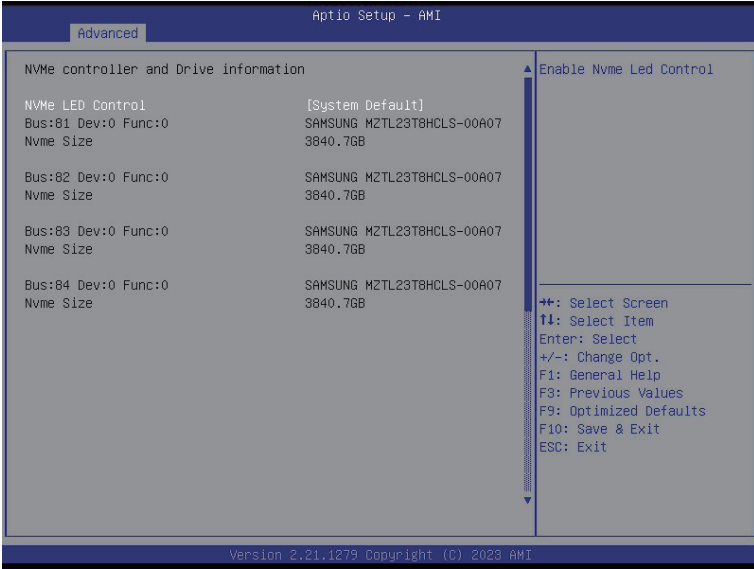 Aptio Setup – AMI
Advanced
NVMe controller and Drive information
NVMe LED Control [System Default]
Bus:81 Dev:0 Func:0 SAMSUNG MZTL23T8HCLS-00A07
Nvme Size 3840.7GB
Bus:82 Dev:0 Func:0 SAMSUNG MZTL23T8HCLS-00A07
Nvme Size 3840.7GB
Bus:83 Dev:0 Func:0 SAMSUNG MZTL23T8HCLS-00A07
Nvme Size 3840.7GB
Bus:84 Dev:0 Func:0 SAMSUNG MZTL23T8HCLS-00A07
Nvme Size 3840.7GB
Enable Nvme Led Control
→←: Select Screen
↑↓: Select Item
Enter: Select
+/-: Change Opt.
F1: General Help
F3: Previous Values
F9: Optimized Defaults
F10: Save & Exit
ESC: Exit
Version 2.21.1279 Copyright (C) 2023 AMI